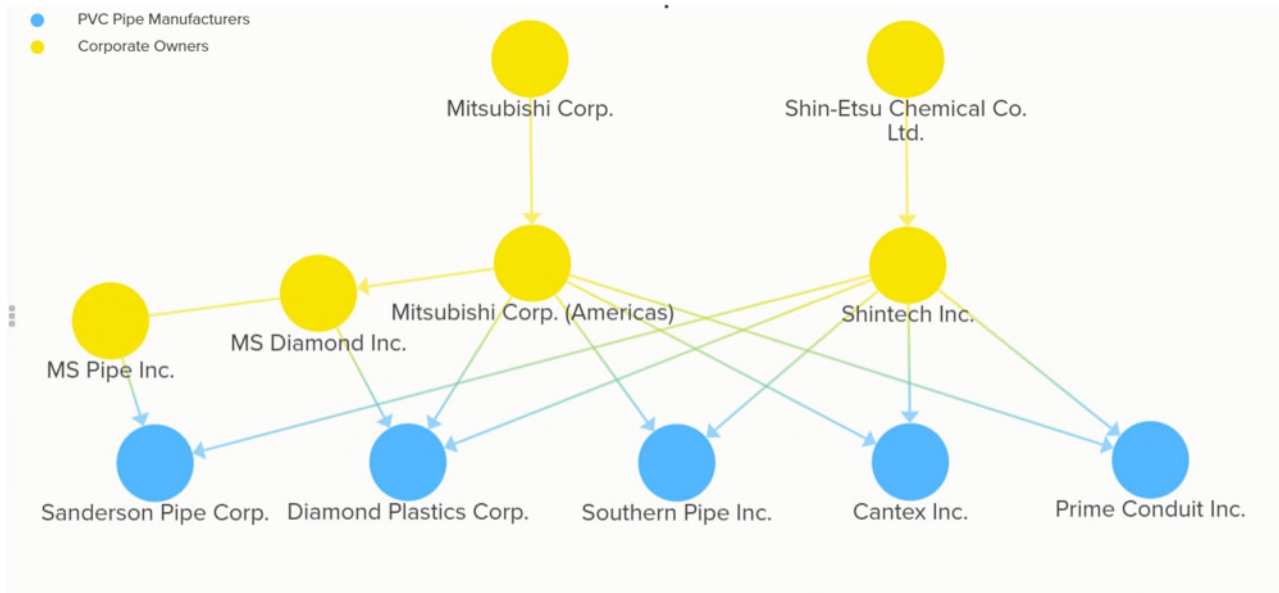 PVC Pipe Manufacturers
Corporate Owners
Mitsubishi Corp.
Shin-Etsu Chemical Co.
Ltd.
Mitsubishi Corp. (Americas)
Shintech Inc.
MS Diamond Inc.
MS Pipe Inc.
Sanderson Pipe Corp.
Diamond Plastics Corp.
Southern Pipe Inc.
Cantex Inc.
Prime Conduit Inc.